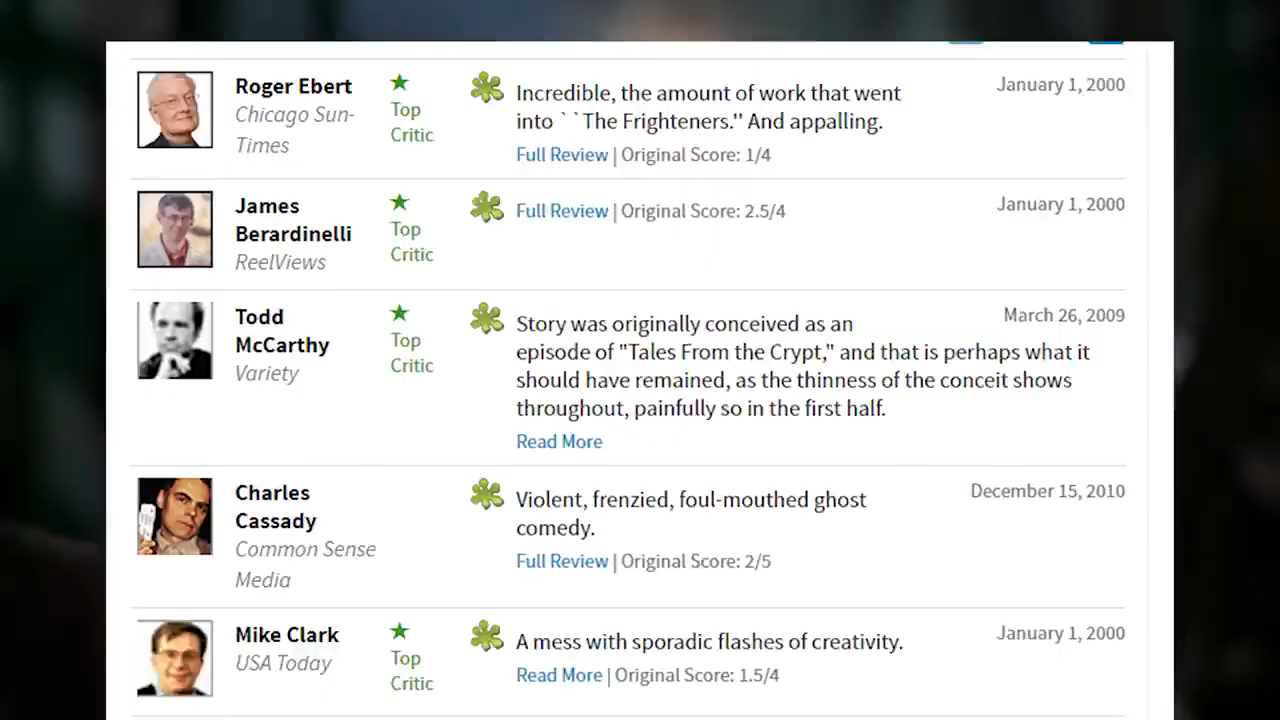 Roger Ebert
Chicago Sun-
Times
Top
Critic
Incredible, the amount of work that went
into ``The Frighteners.'' And appalling.
Full Review | Original Score: 1/4
January 1, 2000
James
Berardinelli
ReelViews
Top
Critic
Full Review | Original Score: 2.5/4
January 1, 2000
Todd
McCarthy
Variety
Top
Critic
Story was originally conceived as an
episode of "Tales From the Crypt," and that is perhaps what it
should have remained, as the thinness of the conceit shows
throughout, painfully so in the first half.
Read More
March 26, 2009
Charles
Cassady
Common Sense
Media
Violent, frenzied, foul-mouthed ghost
comedy.
Full Review | Original Score: 2/5
December 15, 2010
Mike Clark
USA Today
Top
Critic
A mess with sporadic flashes of creativity.
Read More | Original Score: 1.5/4
January 1, 2000